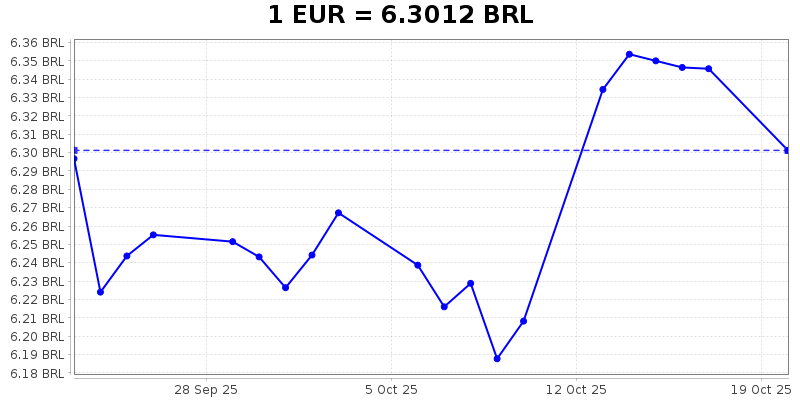 1 EUR = 6.3012 BRL
6.36 BRL
6.35 BRL
6.34 BRL
6.33 BRL
6.32 BRL
6.31 BRL
6.30 BRL
6.29 BRL
6.28 BRL
6.27 BRL
6.26 BRL
6.25 BRL
6.24 BRL
6.23 BRL
6.22 BRL
6.21 BRL
6.20 BRL
6.19 BRL
6.18 BRL
28 Sep 25 5 Oct 25 12 Oct 25 19 Oct 25